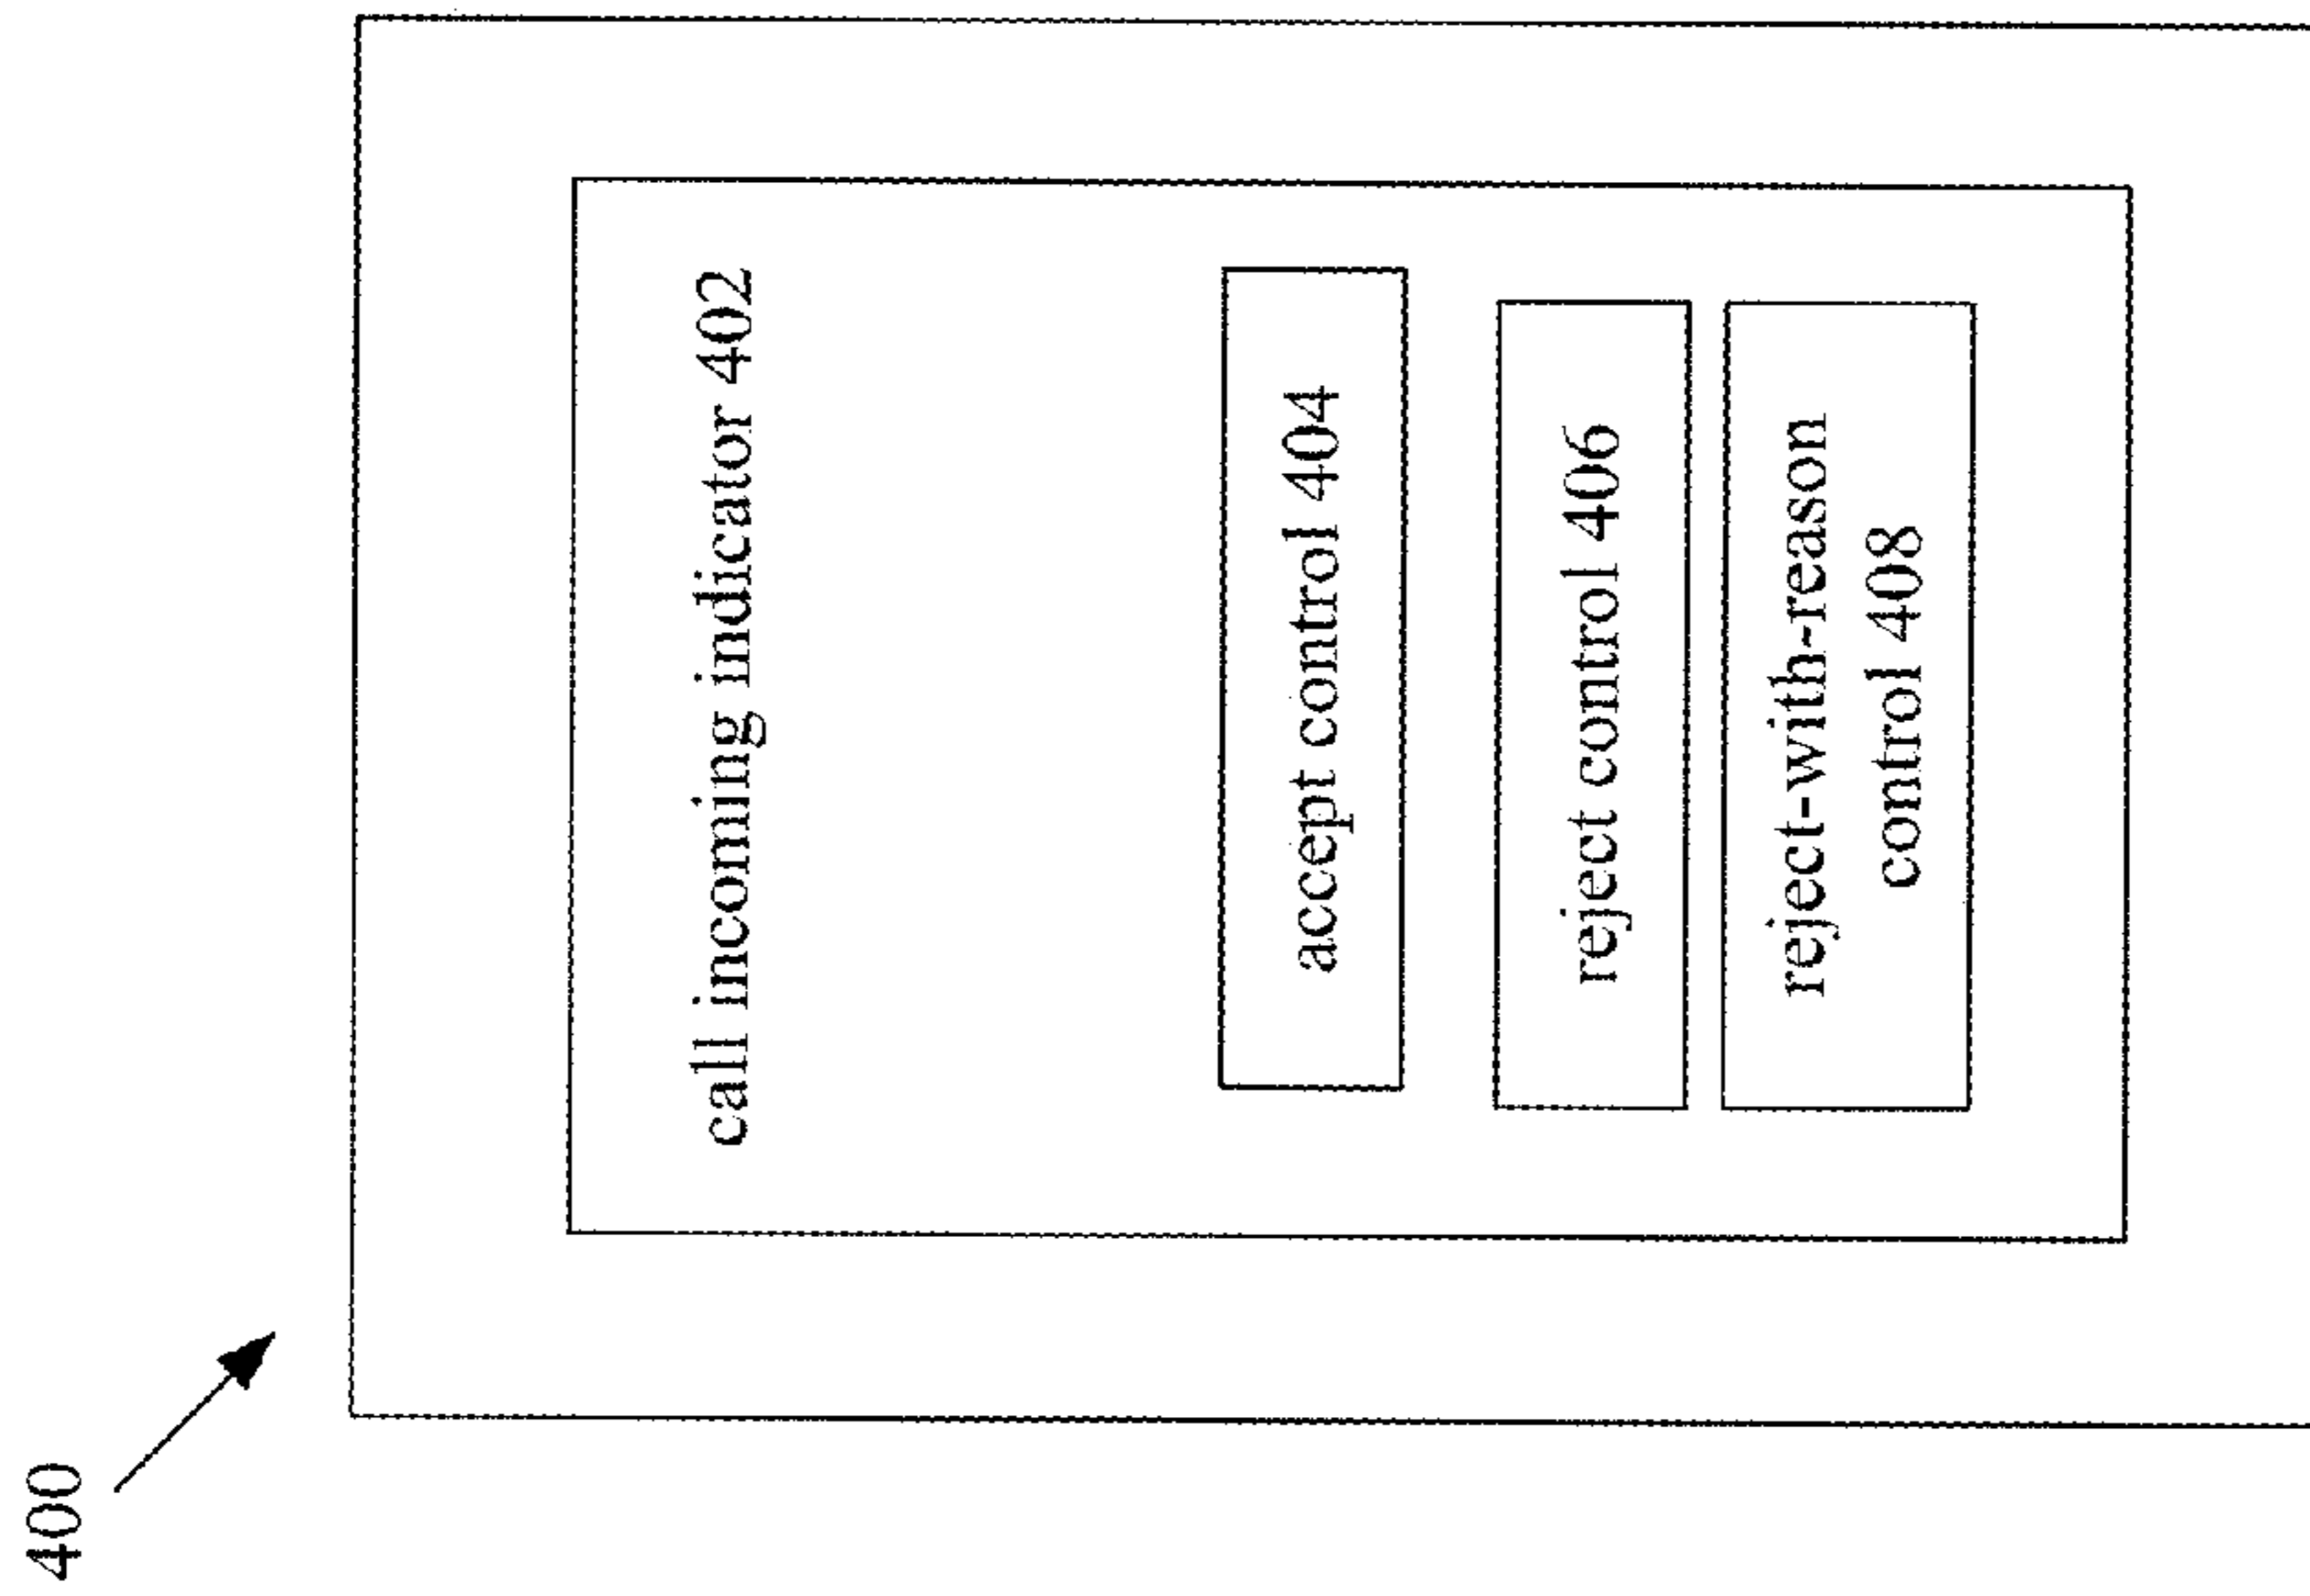 400
call incoming indicator 402
accept control 404
reject control 406
reject-with-reason
control 408